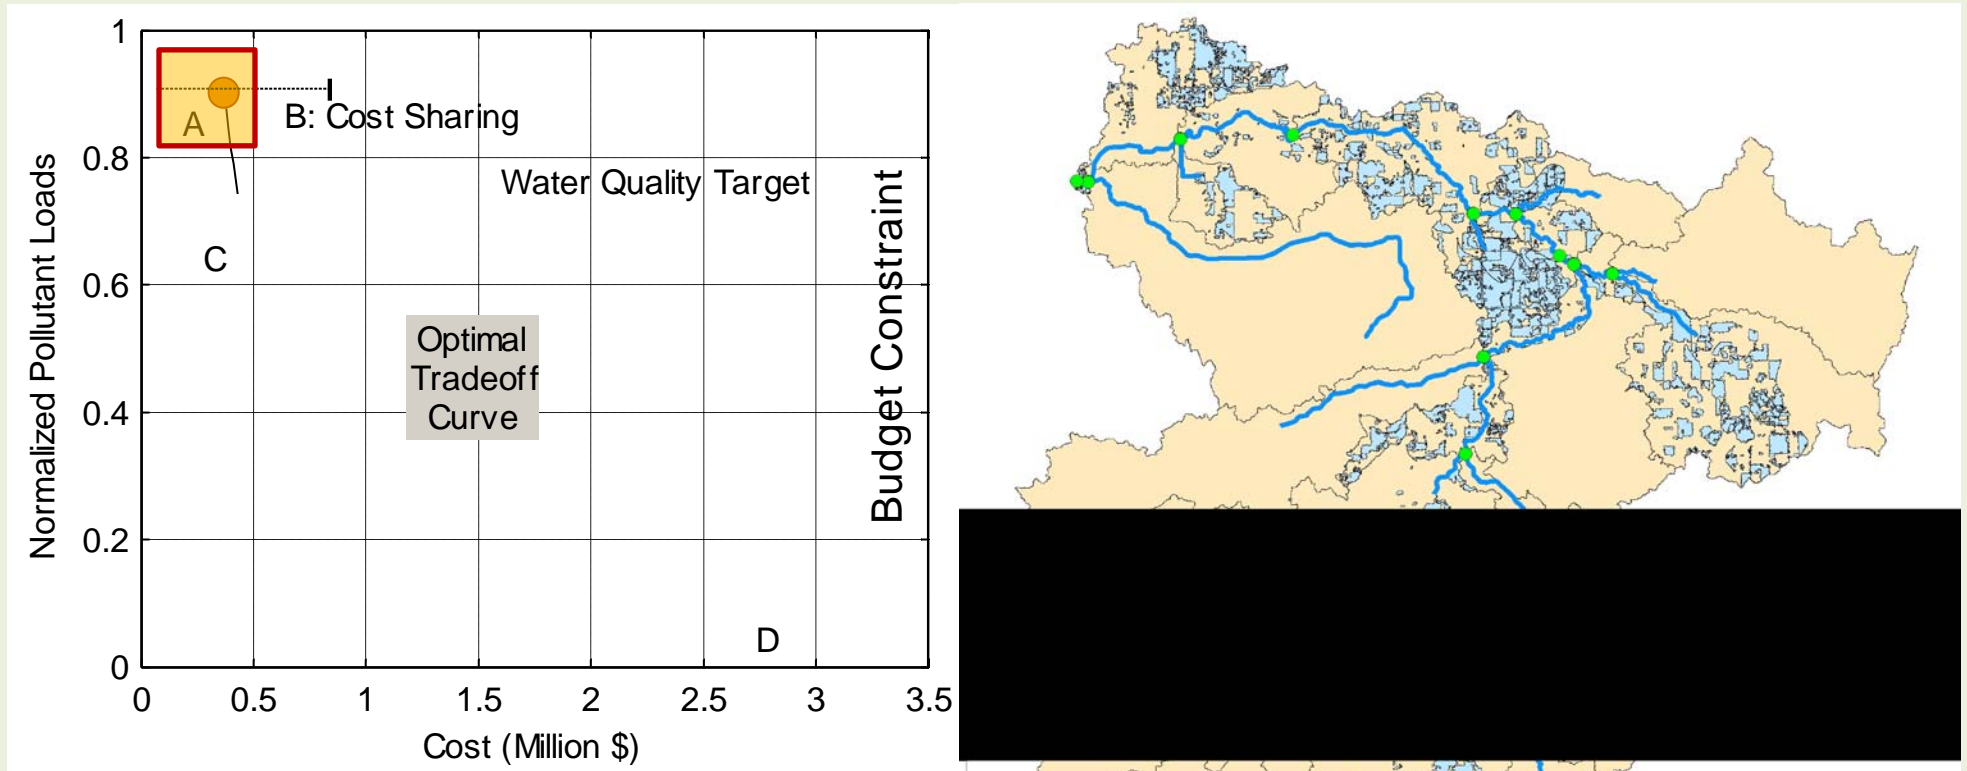 1
0.8
0.6
0.4
0.2
0
Normalized Pollutant Loads
A
B: Cost Sharing
Water Quality Target
C
Optimal
Tradeoff
Curve
Budget Constraint
D
0 0.5 1 1.5 2 2.5 3 3.5
Cost (Million $)